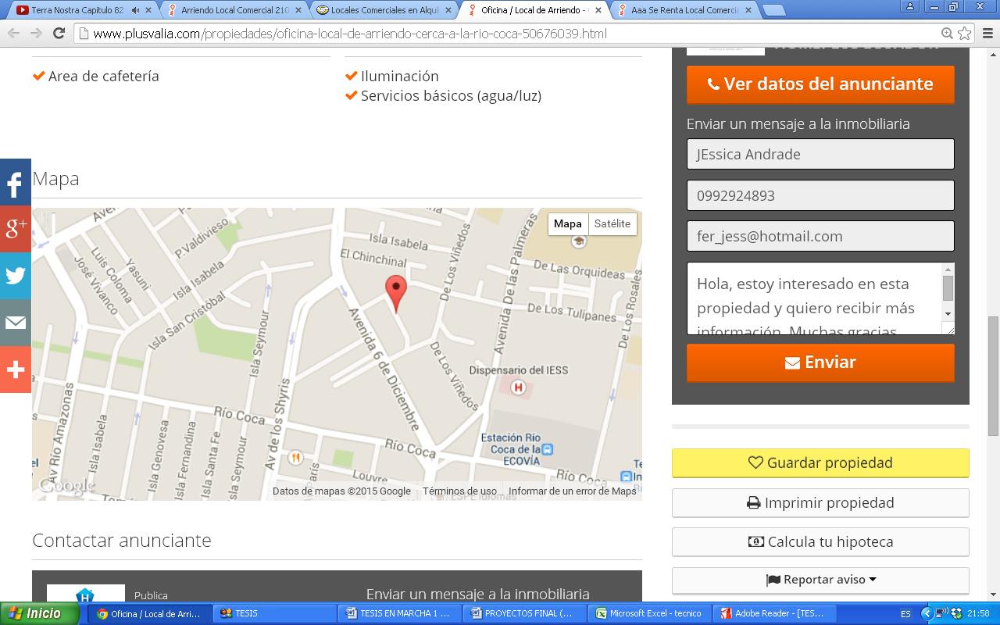 Terra Nostra Capitulo 82
Arriendo Local Comercial 210
Locales Comerciales en Alquil
Oficina / Local de Arriendo -
Aaa Se Renta Local Comercia
www.plusvalia.com/propiedades/oficina-local-de-arriendo-cerca-a-la-rio-coca-50676039.html
Area de cafetería
Iluminación
Servicios básicos (agua/luz)
Mapa
Mapa
Satélite
Isla Isabela
El Chinchinal
P.Valdivieso
Luis Coloma
José Vivanco
Yasuni
Isla Isabela
Isla San Cristóbal
De Los Viñedos
Avenida De las Palmeras
De Las Orquideas
De Los Rosales
De Los Tulipanes
Avenida 6 de Diciembre
Isla Seymour
De Los Viñedos
Dispensario del IESS
H
Av Río Amazonas
Av de los Shyris
Río Coca
Río Coca
Río Coca
Estación Río
Coca de la
ECOVÍA
Isla Isabela
Isla Genovesa
Isla Fernandina
Isla Santa Fe
Isla Seymour
Louvre
Google
Datos de mapas ©2015 Google
Términos de uso
Informar de un error de Maps
Contactar anunciante
Publica
Enviar un mensaje a la inmobiliaria
Ver datos del anunciante
Enviar un mensaje a la inmobiliaria
JEssica Andrade
0992924893
fer_jess@hotmail.com
Hola, estoy interesado en esta
propiedad y quiero recibir más
información. Muchas gracias
Enviar
Guardar propiedad
Imprimir propiedad
Calcula tu hipoteca
Reportar aviso
Inicio
Oficina / Local de Arri...
TESIS
TESIS EN MARCHA 1 ...
PROYECTOS FINAL (...
Microsoft Excel - tecnico
Adobe Reader - [TES...
ES
21:58